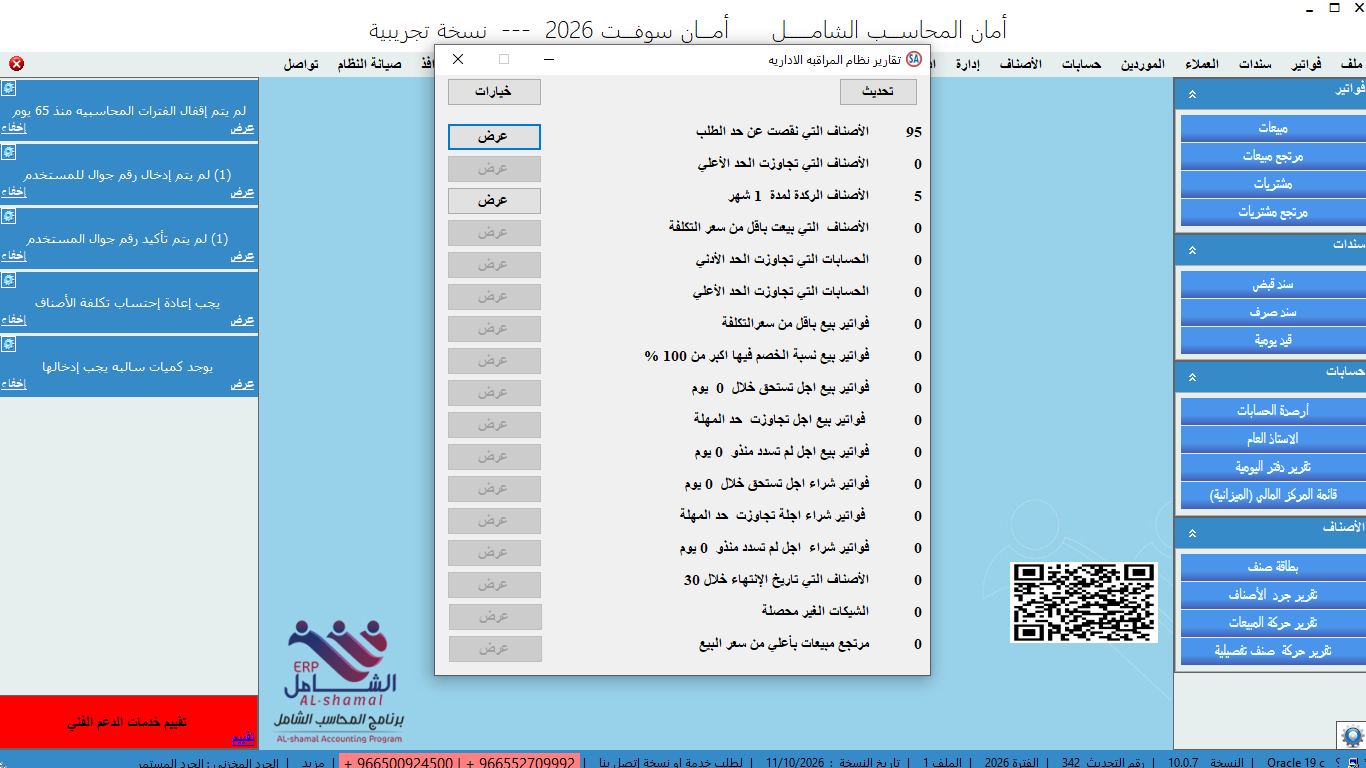 أمان المحاسب الشامل أمان سوفت 2026 --- نسخة تجريبية
ملف فواتير سندات العملاء الموردين حسابات الأصناف إدارة
صيانة النظام تواصل
تقارير نظام المراقبه الاداريه
تحديث
خيارات
95 الأصناف التي نقصت عن حد الطلب عرض
0 الأصناف التي تجاوزت الحد الأعلي عرض
5 الأصناف الركدة لمدة 1 شهر عرض
0 الأصناف التي بيعت باقل من سعر التكلفة عرض
0 الحسابات التي تجاوزت الحد الأدني عرض
0 الحسابات التي تجاوزت الحد الأعلي عرض
0 فواتير بيع باقل من سعرالتكلفة عرض
0 فواتير بيع نسبة الخصم فيها اكبر من 100 % عرض
0 فواتير بيع اجل تستحق خلال 0 يوم عرض
0 فواتير بيع اجل تجاوزت حد المهلة عرض
0 فواتير بيع اجل لم تسدد منذو 0 يوم عرض
0 فواتير شراء اجل تستحق خلال 0 يوم عرض
0 فواتير شراء اجلة تجاوزت حد المهلة عرض
0 فواتير شراء اجل لم تسدد منذو 0 يوم عرض
0 الأصناف التي تاريخ الإنتهاء خلال 30 عرض
0 الشيكات الغير محصلة عرض
0 مرتجع مبيعات بأعلي من سعر البيع عرض
فواتير
مبيعات
مرتجع مبيعات
مشتريات
مرتجع مشتريات
سندات
سند قبض
سند صرف
قيد يومية
حسابات
أرصدة الحسابات
الاستاذ العام
تقرير دفتر اليومية
قائمة المركز المالي (الميزانية)
الأصناف
بطاقة صنف
تقرير جرد الأصناف
تقرير حركة المبيعات
تقرير حركة صنف تفصيلية
لم يتم إقفال الفترات المحاسبيه منذ 65 يوم
عرض إخفاء
(1) لم يتم إدخال رقم جوال للمستخدم
عرض إخفاء
(1) لم يتم تأكيد رقم جوال المستخدم
عرض إخفاء
يجب إعادة إحتساب تكلفة الأصناف
عرض إخفاء
يوجد كميات سالبه يجب إدخالها
عرض إخفاء
تقييم خدمات الدعم الفني
تقييم
ERP
الشامل
AL-shamal
برنامج المحاسب الشامل
AL-shamal Accounting Program
Oracle 19 c | النسخة 10.0.7 | رقم التحديث 342 | الفترة 2026 | الملف 1 | تاريخ النسخة : 11/10/2026 | لطلب خدمة او نسخة إتصل بنا | + 966500924500 | + 966552709992 | مزيد | الجرد المخزني : الجرد المستمر